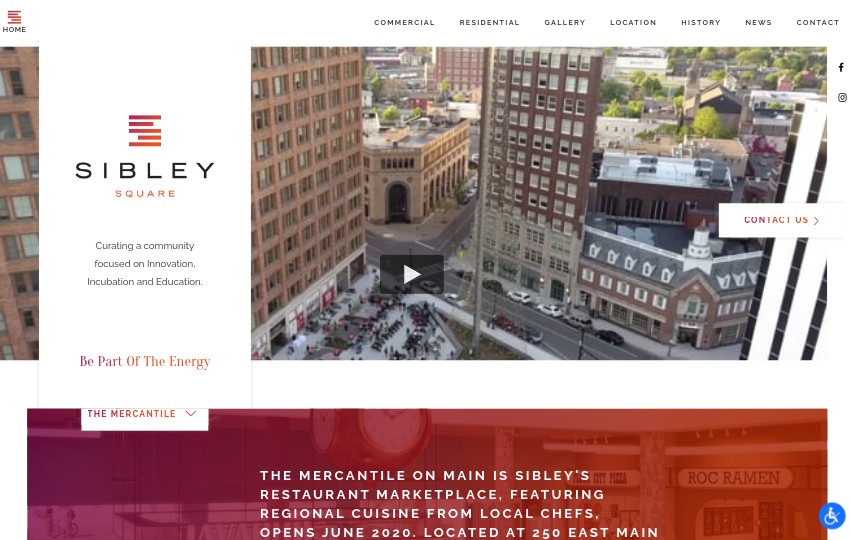 HOME
COMMERCIAL RESIDENTIAL GALLERY LOCATION HISTORY NEWS CONTACT
SIBLEY
SQUARE
Curating a community
focused on Innovation,
Incubation and Education.
Be Part Of The Energy
CONTACT US
THE MERCANTILE
THE MERCANTILE ON MAIN IS SIBLEY'S
RESTAURANT MARKETPLACE, FEATURING
REGIONAL CUISINE FROM LOCAL CHEFS,
OPENS JUNE 2020. LOCATED AT 250 EAST MAIN
CITY PIZZA
ROC RAMEN